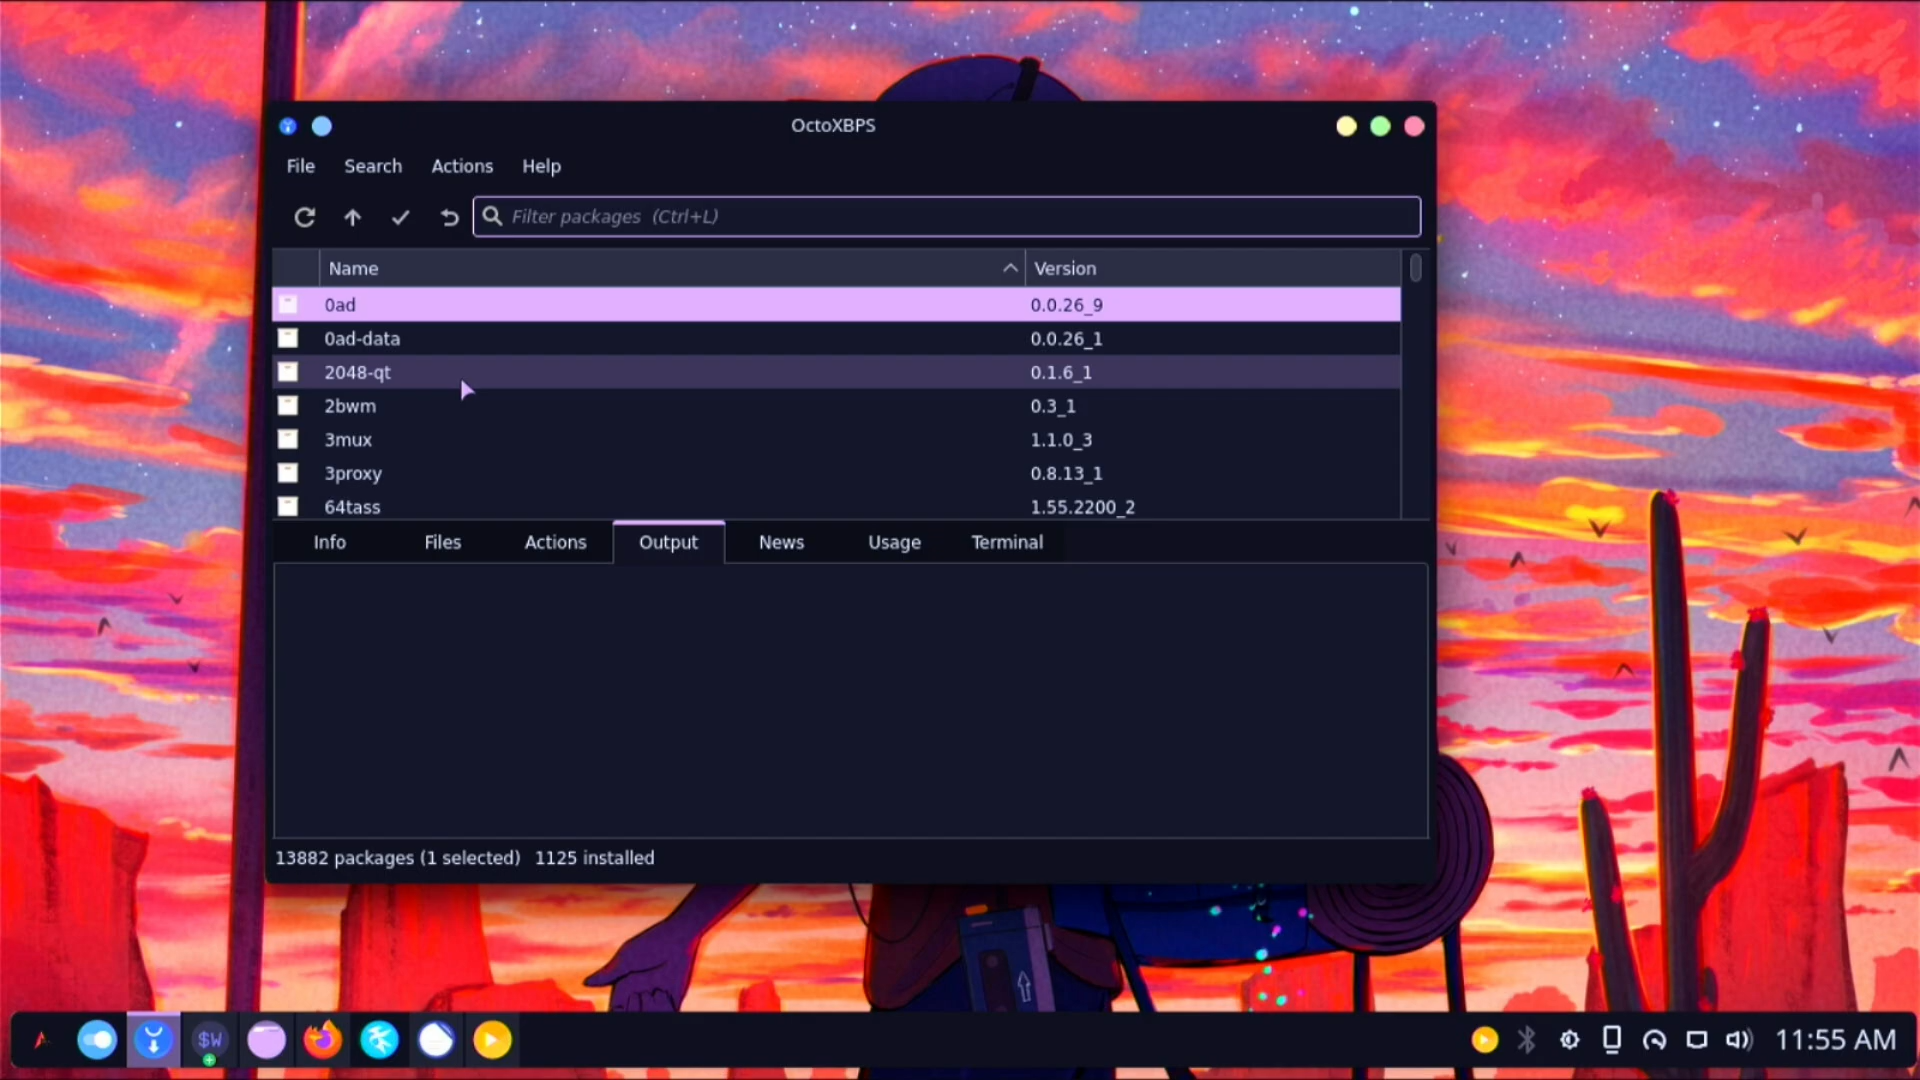 OctoXBPS
File Search Actions Help
Filter packages (Ctrl+L)
Name Version
0ad 0.0.26_9
0ad-data 0.0.26_1
2048-qt 0.1.6_1
2bwm 0.3_1
3mux 1.1.0_3
3proxy 0.8.13_1
64tass 1.55.2200_2
Info Files Actions Output News Usage Terminal
13882 packages (1 selected) 1125 installed
$W
11:55 AM